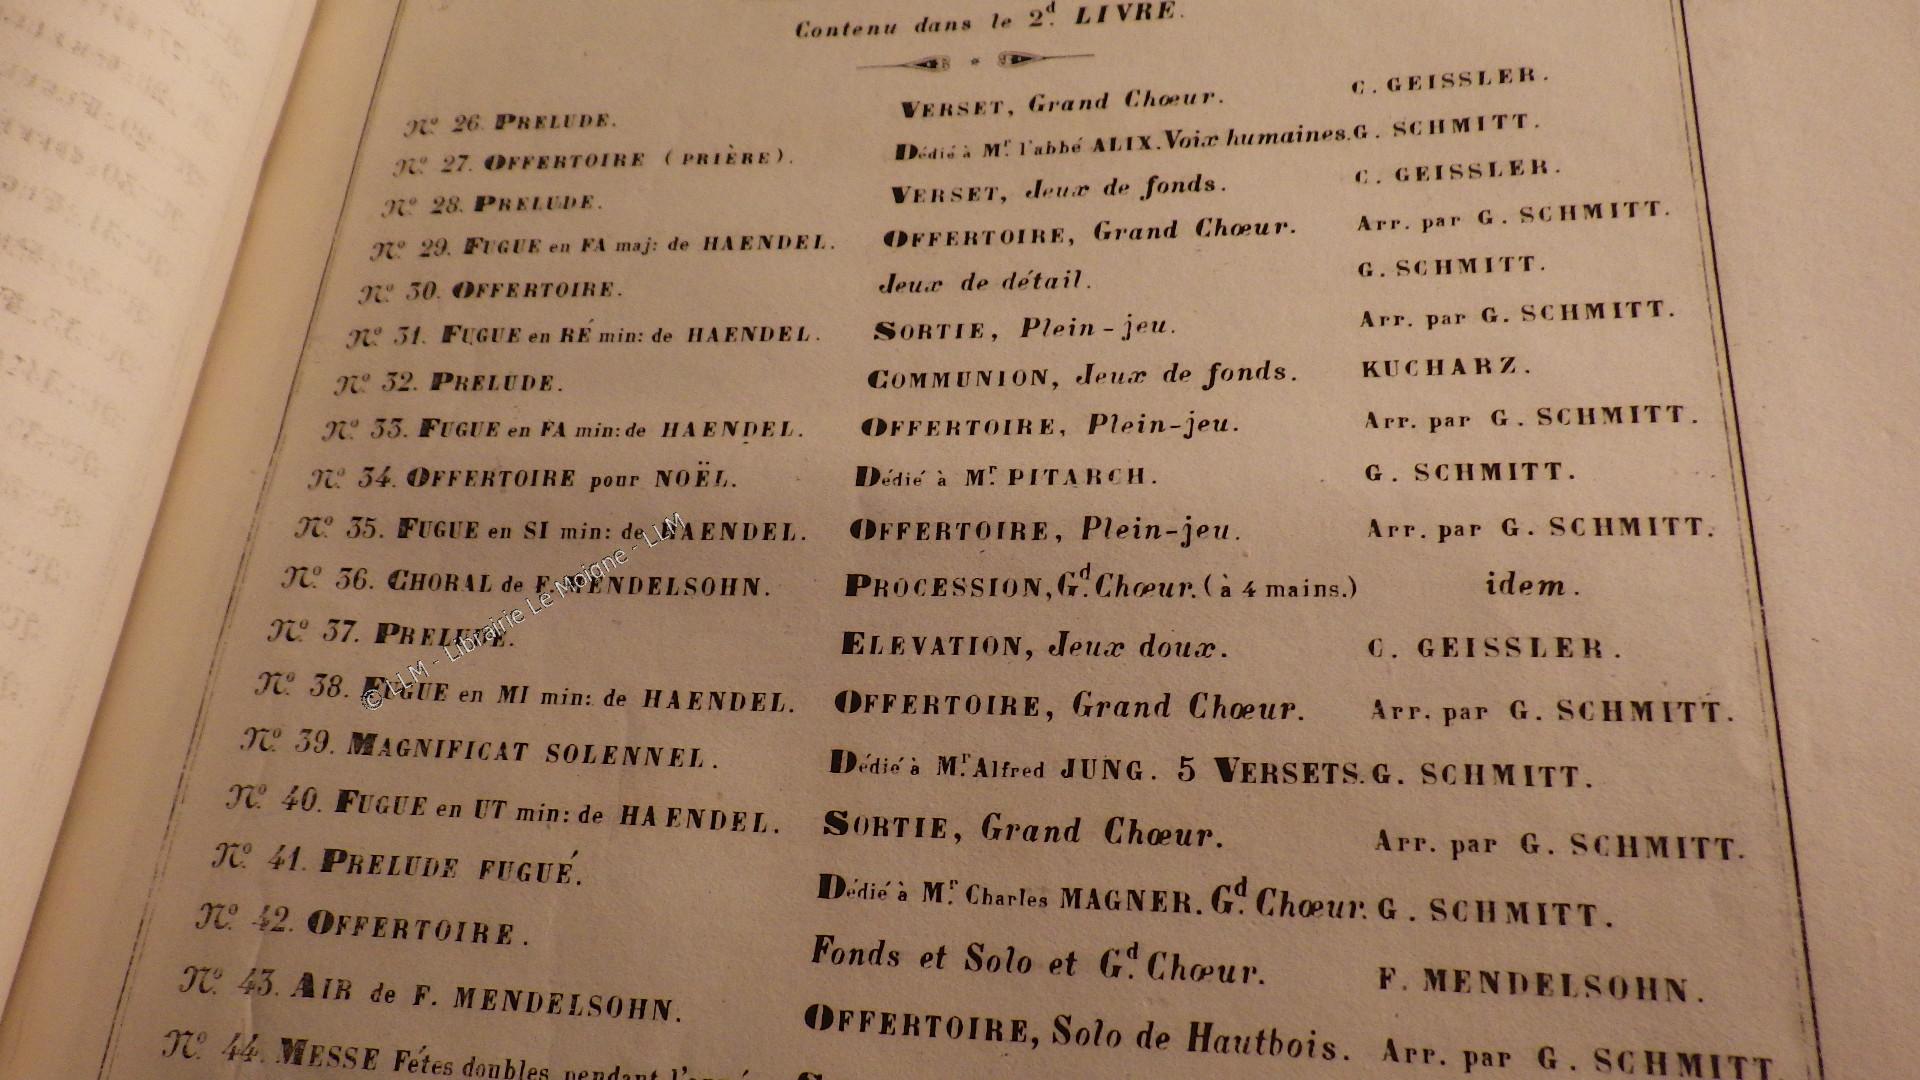 Contenu dans le 2d. LIVRE.
No. 26. PRELUDE. VERSET, Grand Chœur. C. GEISSLER.
No. 27. OFFERTOIRE (PRIÈRE). Dédié à Mr. l'abbé ALIX. Voix humaines. G. SCHMITT.
No. 28. PRELUDE. VERSET, Jeux de fonds. C. GEISSLER.
No. 29. FUGUE en FA maj: de HAENDEL. OFFERTOIRE, Grand Chœur. Arr. par G. SCHMITT.
No. 30. OFFERTOIRE. Jeux de détail. G. SCHMITT.
No. 31. FUGUE en RÉ min: de HAENDEL. SORTIE, Plein-jeu. Arr. par G. SCHMITT.
No. 32. PRELUDE. COMMUNION, Jeux de fonds. KUCHARZ.
No. 33. FUGUE en FA min: de HAENDEL. OFFERTOIRE, Plein-jeu. Arr. par G. SCHMITT.
No. 34. OFFERTOIRE pour NOËL. Dédié à Mr. PITARCH. G. SCHMITT.
No. 35. FUGUE en SI min: de HAENDEL. OFFERTOIRE, Plein-jeu. Arr. par G. SCHMITT.
No. 36. CHORAL de F. MENDELSOHN. PROCESSION, Gd. Chœur. (à 4 mains.) idem.
No. 37. PRELUDE. ELEVATION, Jeux doux. C. GEISSLER.
No. 38. FUGUE en MI min: de HAENDEL. OFFERTOIRE, Grand Chœur. Arr. par G. SCHMITT.
No. 39. MAGNIFICAT SOLENNEL. Dédié à Mr. Alfred JUNG. 5 VERSETS. G. SCHMITT.
No. 40. FUGUE en UT min: de HAENDEL. SORTIE, Grand Chœur. Arr. par G. SCHMITT.
No. 41. PRELUDE FUGUÉ. Dédié à Mr. Charles MAGNER. Gd. Chœur. G. SCHMITT.
No. 42. OFFERTOIRE. Fonds et Solo et Gd. Chœur. F. MENDELSOHN.
No. 43. AIR de F. MENDELSOHN. OFFERTOIRE, Solo de Hautbois. Arr. par G. SCHMITT
No. 44. MESSE Fétes doubles pendant
© LLM - Librairie Le Moigne - LLM